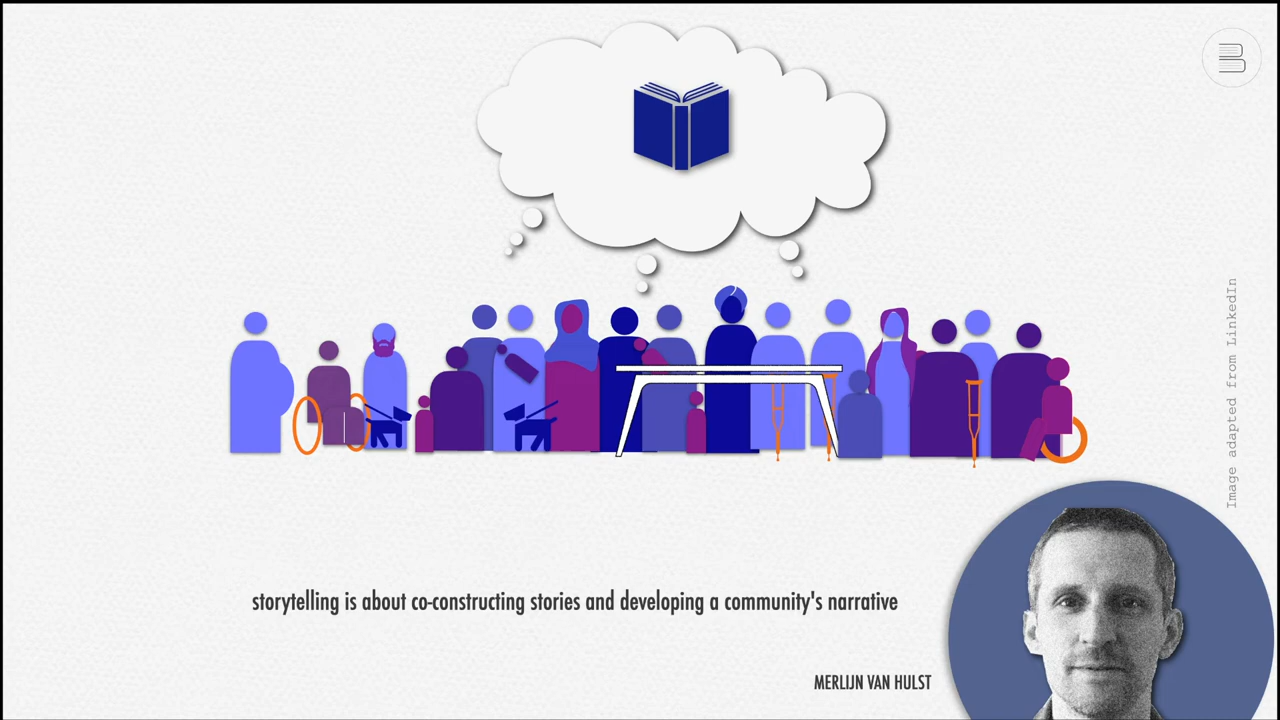 Image adapted from LinkedIn
storytelling is about co-constructing stories and developing a community's narrative
MERLIJN VAN HULST